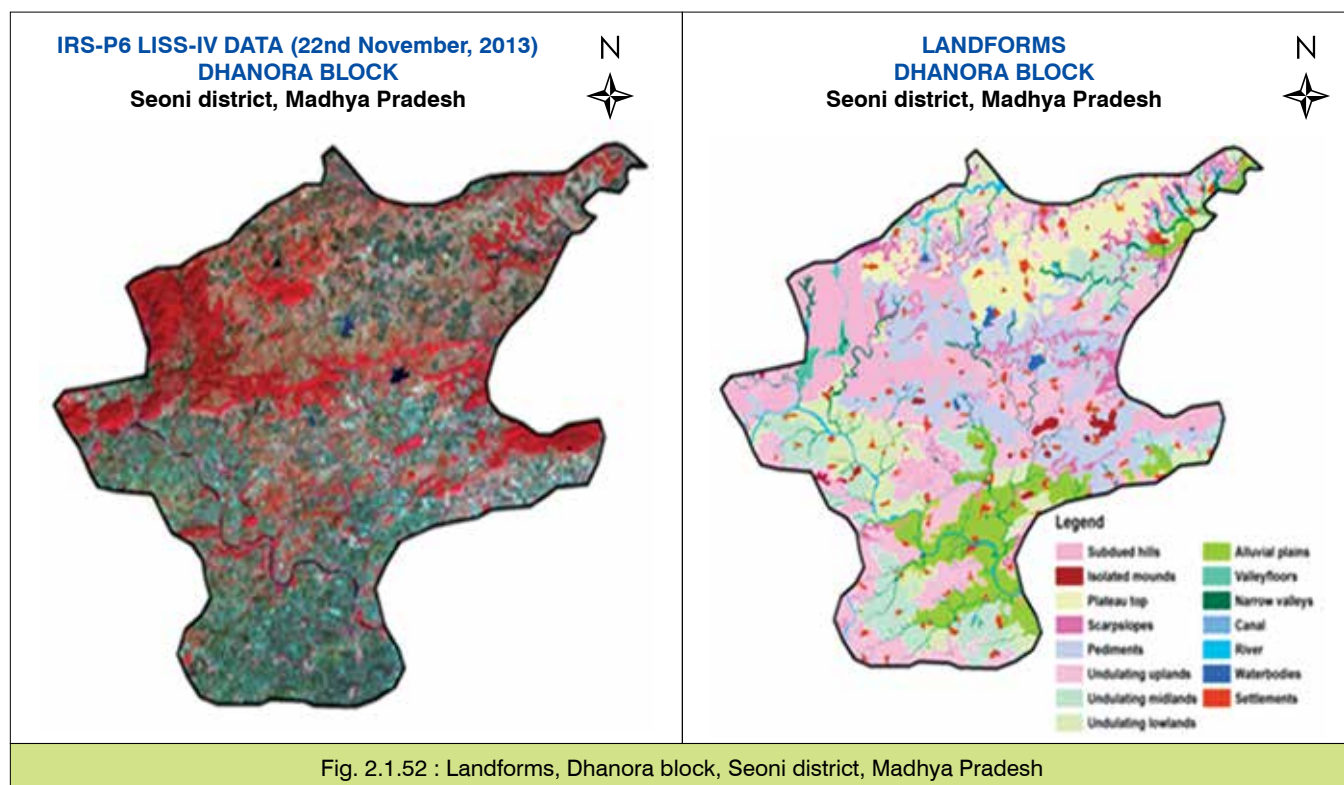 IRS-P6 LISS-IV DATA (22nd November, 2013)
DHANORA BLOCK
Seoni district, Madhya Pradesh
N
LANDFORMS
DHANORA BLOCK
Seoni district, Madhya Pradesh
N
Legend
Subdued hills
Isolated mounds
Plateau top
Scarpslopes
Pediments
Undulating uplands
Undulating midlands
Undulating lowlands
Alluvial plains
Valleyfloors
Narrow valleys
Canal
River
Waterbodies
Settlements
Fig. 2.1.52 : Landforms, Dhanora block, Seoni district, Madhya Pradesh